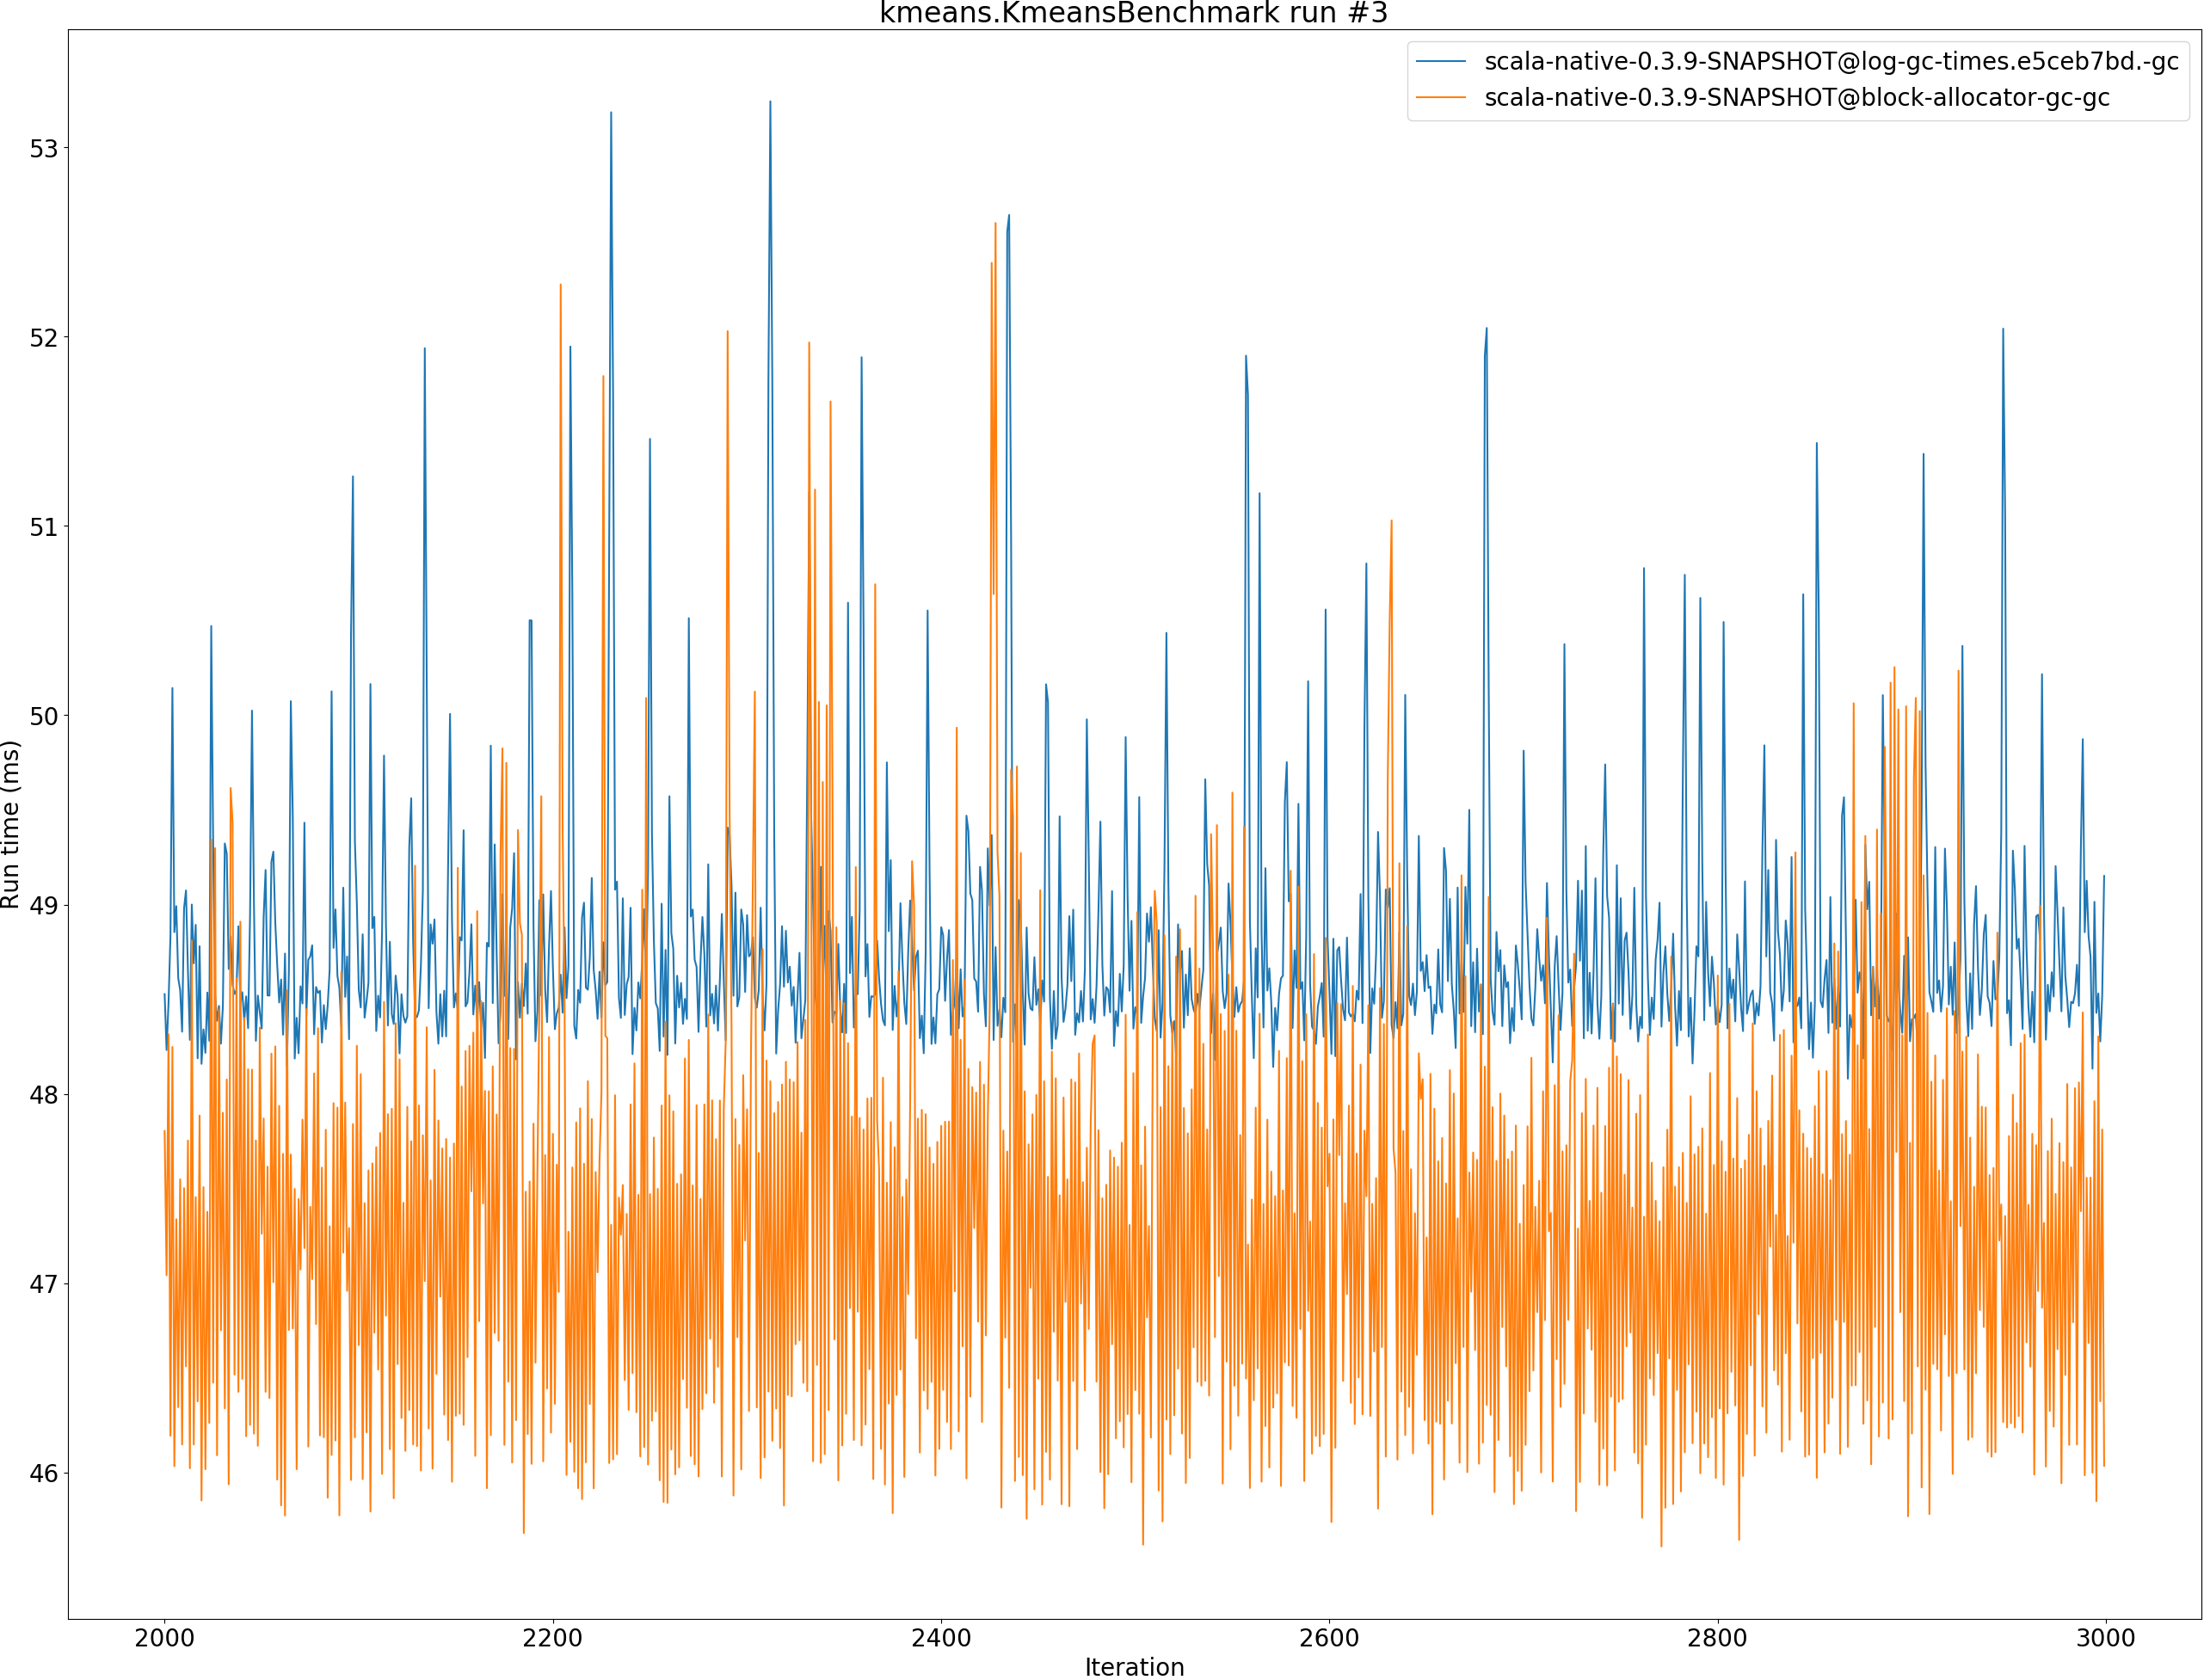 kmeans.KmeansBenchmark run #3
scala-native-0.3.9-SNAPSHOT@log-gc-times.e5ceb7bd.-gc
scala-native-0.3.9-SNAPSHOT@block-allocator-gc-gc
53
52
51
50
49
48
47
46
Run time (ms)
2000 2200 2400 2600 2800 3000
Iteration